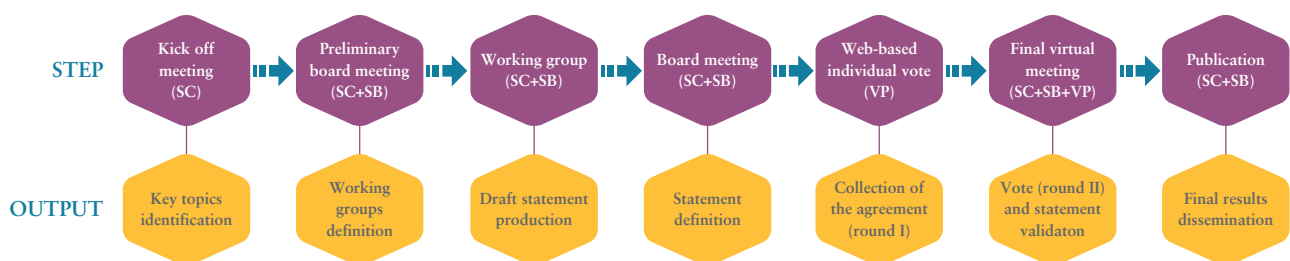 STEP
Kick off
meeting
(SC)
Preliminary
board meeting
(SC+SB)
Working group
(SC+SB)
Board meeting
(SC+SB)
Web-based
individual vote
(VP)
Final virtual
meeting
(SC+SB+VP)
Publication
(SC+SB)
OUTPUT
Key topics
identification
Working
groups
definition
Draft statement
production
Statement
definition
Collection of
the agreement
(round I)
Vote (round II)
and statement
validaton
Final results
dissemination